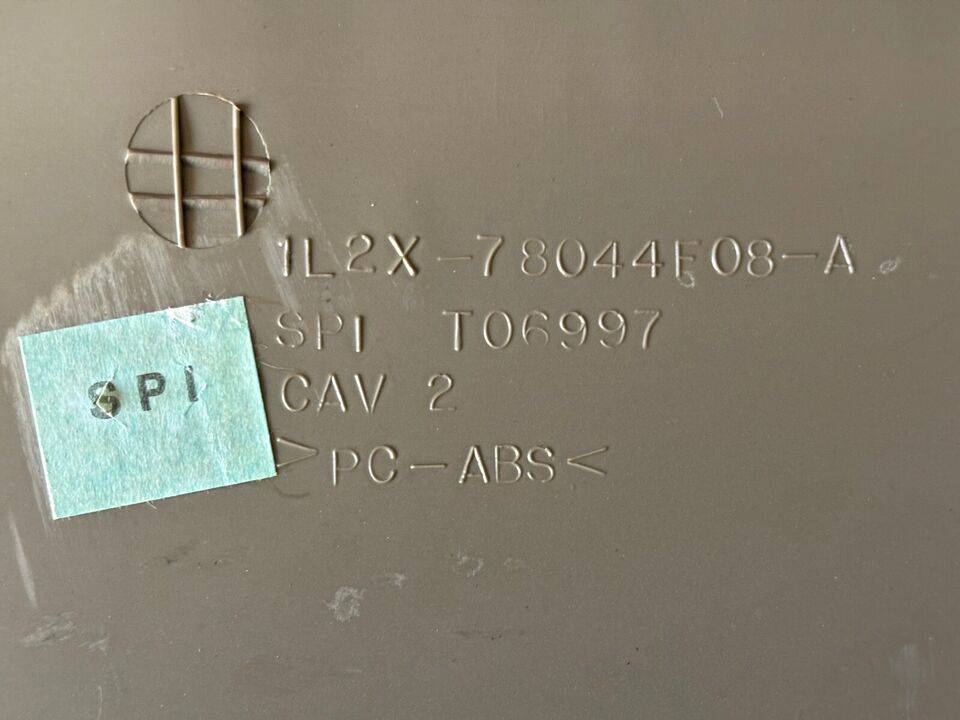 1L2X-78044F08-A
SPI T06997
SPI
CAV 2
>PC-ABS<